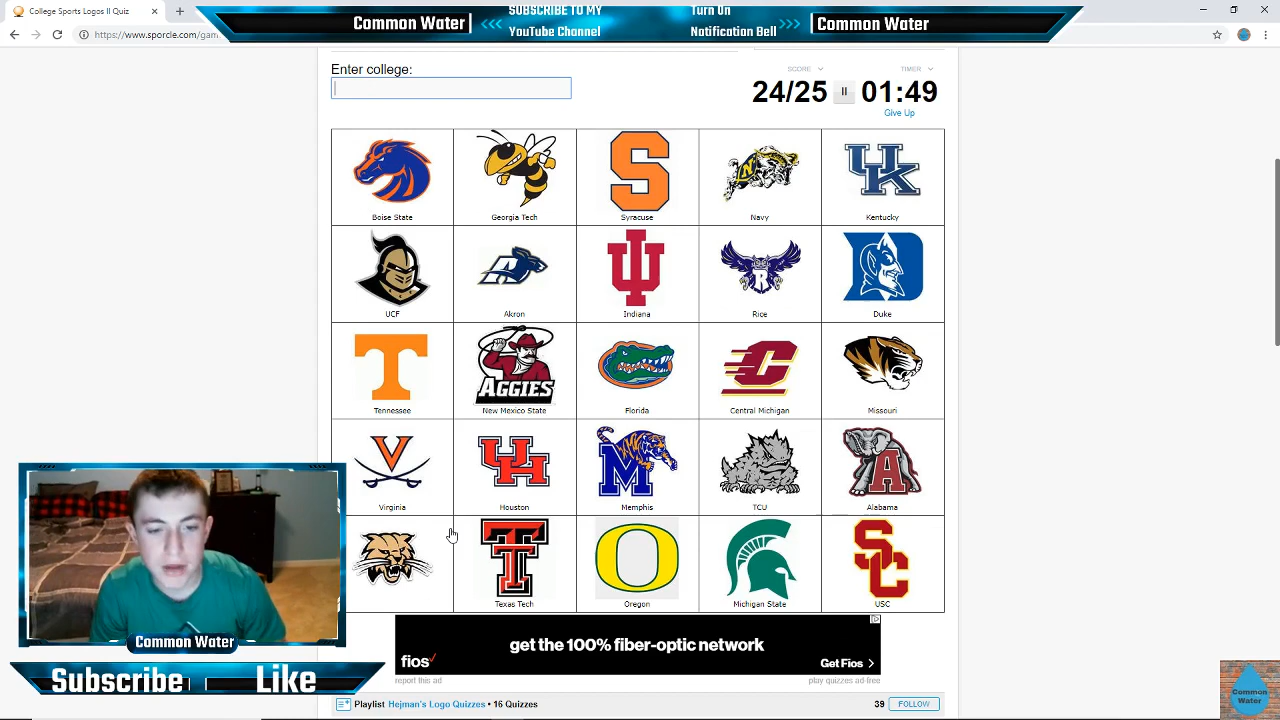 College Sports Logos II Quiz
https://www.sporcle.com/gam
Common Water
SUBSCRIBE TO MY
YouTube Channel
Turn On
Notification Bell
Common Water
Enter college:
SCORE
TIMER
24/25
01:49
Give Up
Boise State
Georgia Tech
Syracuse
Navy
Kentucky
UCF
Akron
Indiana
Rice
Duke
Tennessee
AGGIES
New Mexico State
Florida
Central Michigan
Missouri
Virginia
Houston
Memphis
TCU
Alabama
Texas Tech
Oregon
Michigan State
USC
Common Water
Subscribe
Like
get the 100% fiber-optic network
fios
Get Fios
report this ad
play quizzes ad-free
Playlist Hejman's Logo Quizzes • 16 Quizzes
39
FOLLOW
Common
Water